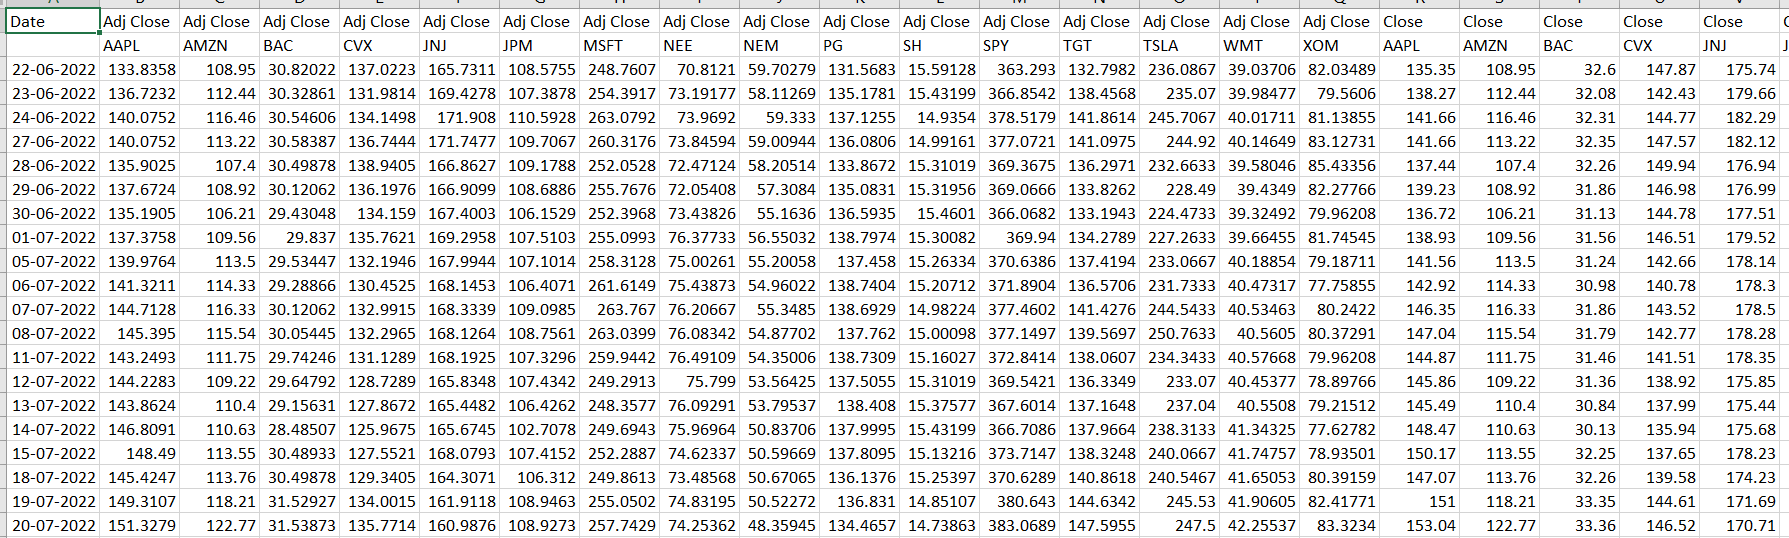 Date Adj Close Adj Close Adj Close Adj Close Adj Close Adj Close Adj Close Adj Close Adj Close Adj Close Adj Close Adj Close Adj Close Adj Close Adj Close Adj Close Close Close Close Close Close
AAPL AMZN BAC CVX JNJ JPM MSFT NEE NEM PG SH SPY TGT TSLA WMT XOM AAPL AMZN BAC CVX JNJ
22-06-2022 133.8358 108.95 30.82022 137.0223 165.7311 108.5755 248.7607 70.8121 59.70279 131.5683 15.59128 363.293 132.7982 236.0867 39.03706 82.03489 135.35 108.95 32.6 147.87 175.74
23-06-2022 136.7232 112.44 30.32861 131.9814 169.4278 107.3878 254.3917 73.19177 58.11269 135.1781 15.43199 366.8542 138.4568 235.07 39.98477 79.5606 138.27 112.44 32.08 142.43 179.66
24-06-2022 140.0752 116.46 30.54606 134.1498 171.908 110.5928 263.0792 73.9692 59.333 137.1255 14.9354 378.5179 141.8614 245.7067 40.01711 81.13855 141.66 116.46 32.31 144.77 182.29
27-06-2022 140.0752 113.22 30.58387 136.7444 171.7477 109.7067 260.3176 73.84594 59.00944 136.0806 14.99161 377.0721 141.0975 244.92 40.14649 83.12731 141.66 113.22 32.35 147.57 182.12
28-06-2022 135.9025 107.4 30.49878 138.9405 166.8627 109.1788 252.0528 72.47124 58.20514 133.8672 15.31019 369.3675 136.2971 232.6633 39.58046 85.43356 137.44 107.4 32.26 149.94 176.94
29-06-2022 137.6724 108.92 30.12062 136.1976 166.9099 108.6886 255.7676 72.05408 57.3084 135.0831 15.31956 369.0666 133.8262 228.49 39.4349 82.27766 139.23 108.92 31.86 146.98 176.99
30-06-2022 135.1905 106.21 29.43048 134.159 167.4003 106.1529 252.3968 73.43826 55.1636 136.5935 15.4601 366.0682 133.1943 224.4733 39.32492 79.96208 136.72 106.21 31.13 144.78 177.51
01-07-2022 137.3758 109.56 29.837 135.7621 169.2958 107.5103 255.0993 76.37733 56.55032 138.7974 15.30082 369.94 134.2789 227.2633 39.66455 81.74545 138.93 109.56 31.56 146.51 179.52
05-07-2022 139.9764 113.5 29.53447 132.1946 167.9944 107.1014 258.3128 75.00261 55.20058 137.458 15.26334 370.6386 137.4194 233.0667 40.18854 79.18711 141.56 113.5 31.24 142.66 178.14
06-07-2022 141.3211 114.33 29.28866 130.4525 168.1453 106.4071 261.6149 75.43873 54.96022 138.7404 15.20712 371.8904 136.5706 231.7333 40.47317 77.75855 142.92 114.33 30.98 140.78 178.3
07-07-2022 144.7128 116.33 30.12062 132.9915 168.3339 109.0985 263.767 76.20667 55.3485 138.6929 14.98224 377.4602 141.4276 244.5433 40.53463 80.2422 146.35 116.33 31.86 143.52 178.5
08-07-2022 145.395 115.54 30.05445 132.2965 168.1264 108.7561 263.0399 76.08342 54.87702 137.762 15.00098 377.1497 139.5697 250.7633 40.5605 80.37291 147.04 115.54 31.79 142.77 178.28
11-07-2022 143.2493 111.75 29.74246 131.1289 168.1925 107.3296 259.9442 76.49109 54.35006 138.7309 15.16027 372.8414 138.0607 234.3433 40.57668 79.96208 144.87 111.75 31.46 141.51 178.35
12-07-2022 144.2283 109.22 29.64792 128.7289 165.8348 107.4342 249.2913 75.799 53.56425 137.5055 15.31019 369.5421 136.3349 233.07 40.45377 78.89766 145.86 109.22 31.36 138.92 175.85
13-07-2022 143.8624 110.4 29.15631 127.8672 165.4482 106.4262 248.3577 76.09291 53.79537 138.408 15.37577 367.6014 137.1648 237.04 40.5508 79.21512 145.49 110.4 30.84 137.99 175.44
14-07-2022 146.8091 110.63 28.48507 125.9675 165.6745 102.7078 249.6943 75.96964 50.83706 137.9995 15.43199 366.7086 137.9664 238.3133 41.34325 77.62782 148.47 110.63 30.13 135.94 175.68
15-07-2022 148.49 113.55 30.48933 127.5521 168.0793 107.4152 252.2887 74.62337 50.59669 137.8095 15.13216 373.7147 138.3248 240.0667 41.74757 78.93501 150.17 113.55 32.25 137.65 178.23
18-07-2022 145.4247 113.76 30.49878 129.3405 164.3071 106.312 249.8613 73.48568 50.67065 136.1376 15.25397 370.6289 140.8618 240.5467 41.65053 80.39159 147.07 113.76 32.26 139.58 174.23
19-07-2022 149.3107 118.21 31.52927 134.0015 161.9118 108.9463 255.0502 74.83195 50.52272 136.831 14.85107 380.643 144.6342 245.53 41.90605 82.41771 151 118.21 33.35 144.61 171.69
20-07-2022 151.3279 122.77 31.53873 135.7714 160.9876 108.9273 257.7429 74.25362 48.35945 134.4657 14.73863 383.0689 147.5955 247.5 42.25537 83.3234 153.04 122.77 33.36 146.52 170.71